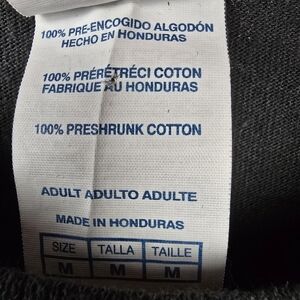 100% PRE-ENCOGIDO ALGODÓN
HECHO EN HONDURAS
100% PRÉRÉTRÉCI COTON
FABRIQUE AU HONDURAS
100% PRESHRUNK COTTON
ADULT ADULTO ADULTE
MADE IN HONDURAS
SIZE TALLA TAILLE
M M M